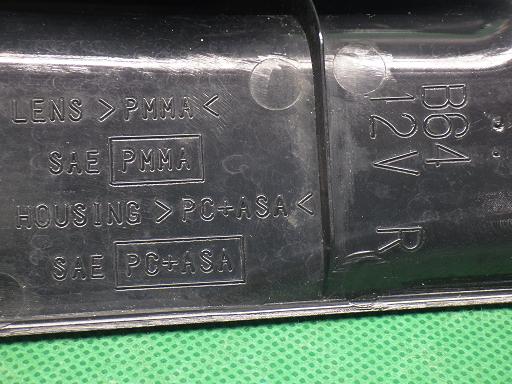 LENS >PMMA<
SAE PMMA
HOUSING >PC+ASA<
SAE PC+ASA
B64
12V
R